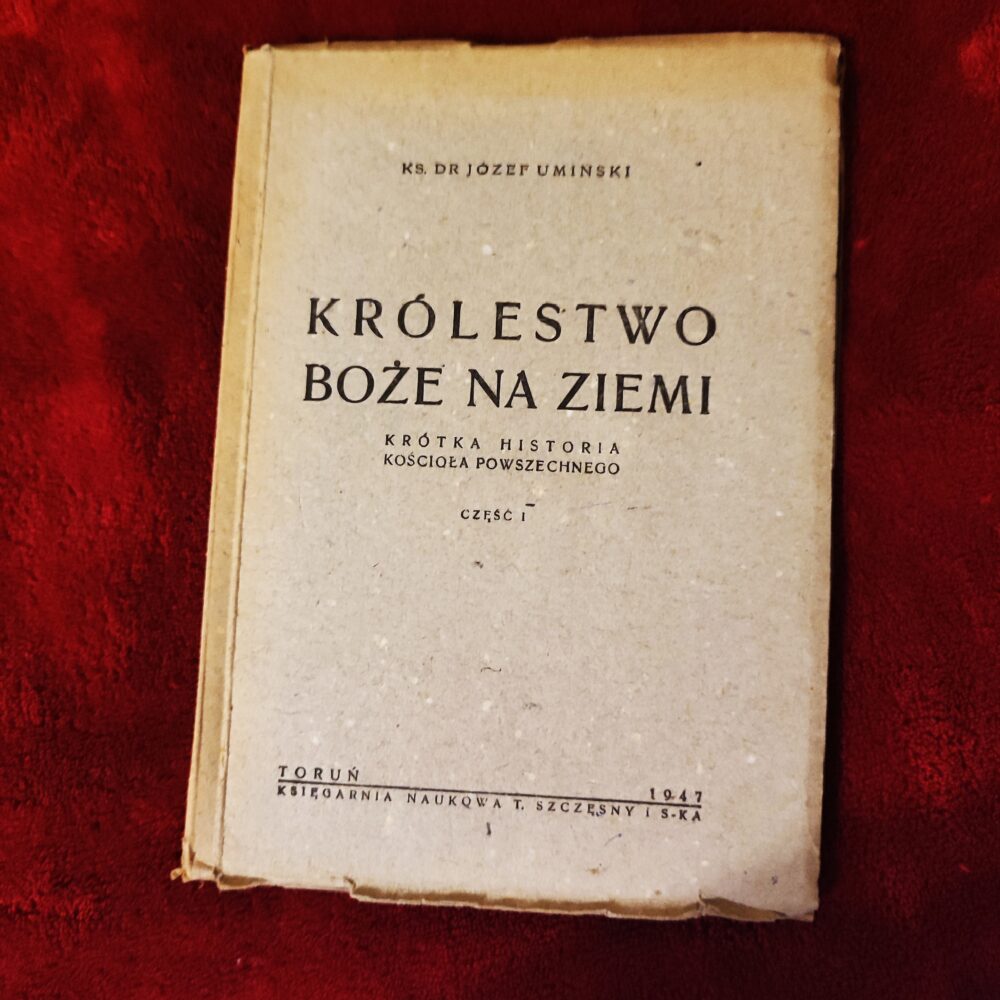 KS. DR JÓZEF UMIŃSKI
KRÓLESTWO
BOŻE NA ZIEMI
KRÓTKA HISTORIA
KOŚCIOŁA POWSZECHNEGO
CZĘŚĆ I
TORUŃ 1947
KSIĘGARNIA NAUKOWA T. SZCZĘSNY I S-KA